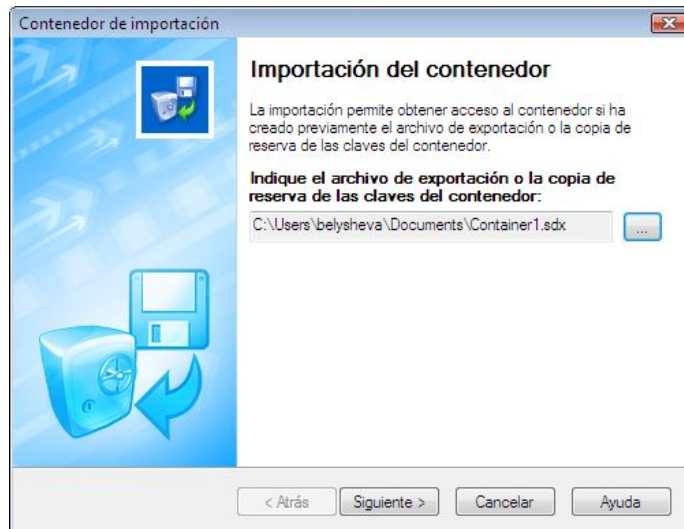 Contenedor de importación
Importación del contenedor
La importación permite obtener acceso al contenedor si ha
creado previamente el archivo de exportación o la copia de
reserva de las claves del contenedor.
Indique el archivo de exportación o la copia de
reserva de las claves del contenedor:
C:\Users\belysheva\Documents\Container1.sdx ...
< Atrás Siguiente > Cancelar Ayuda